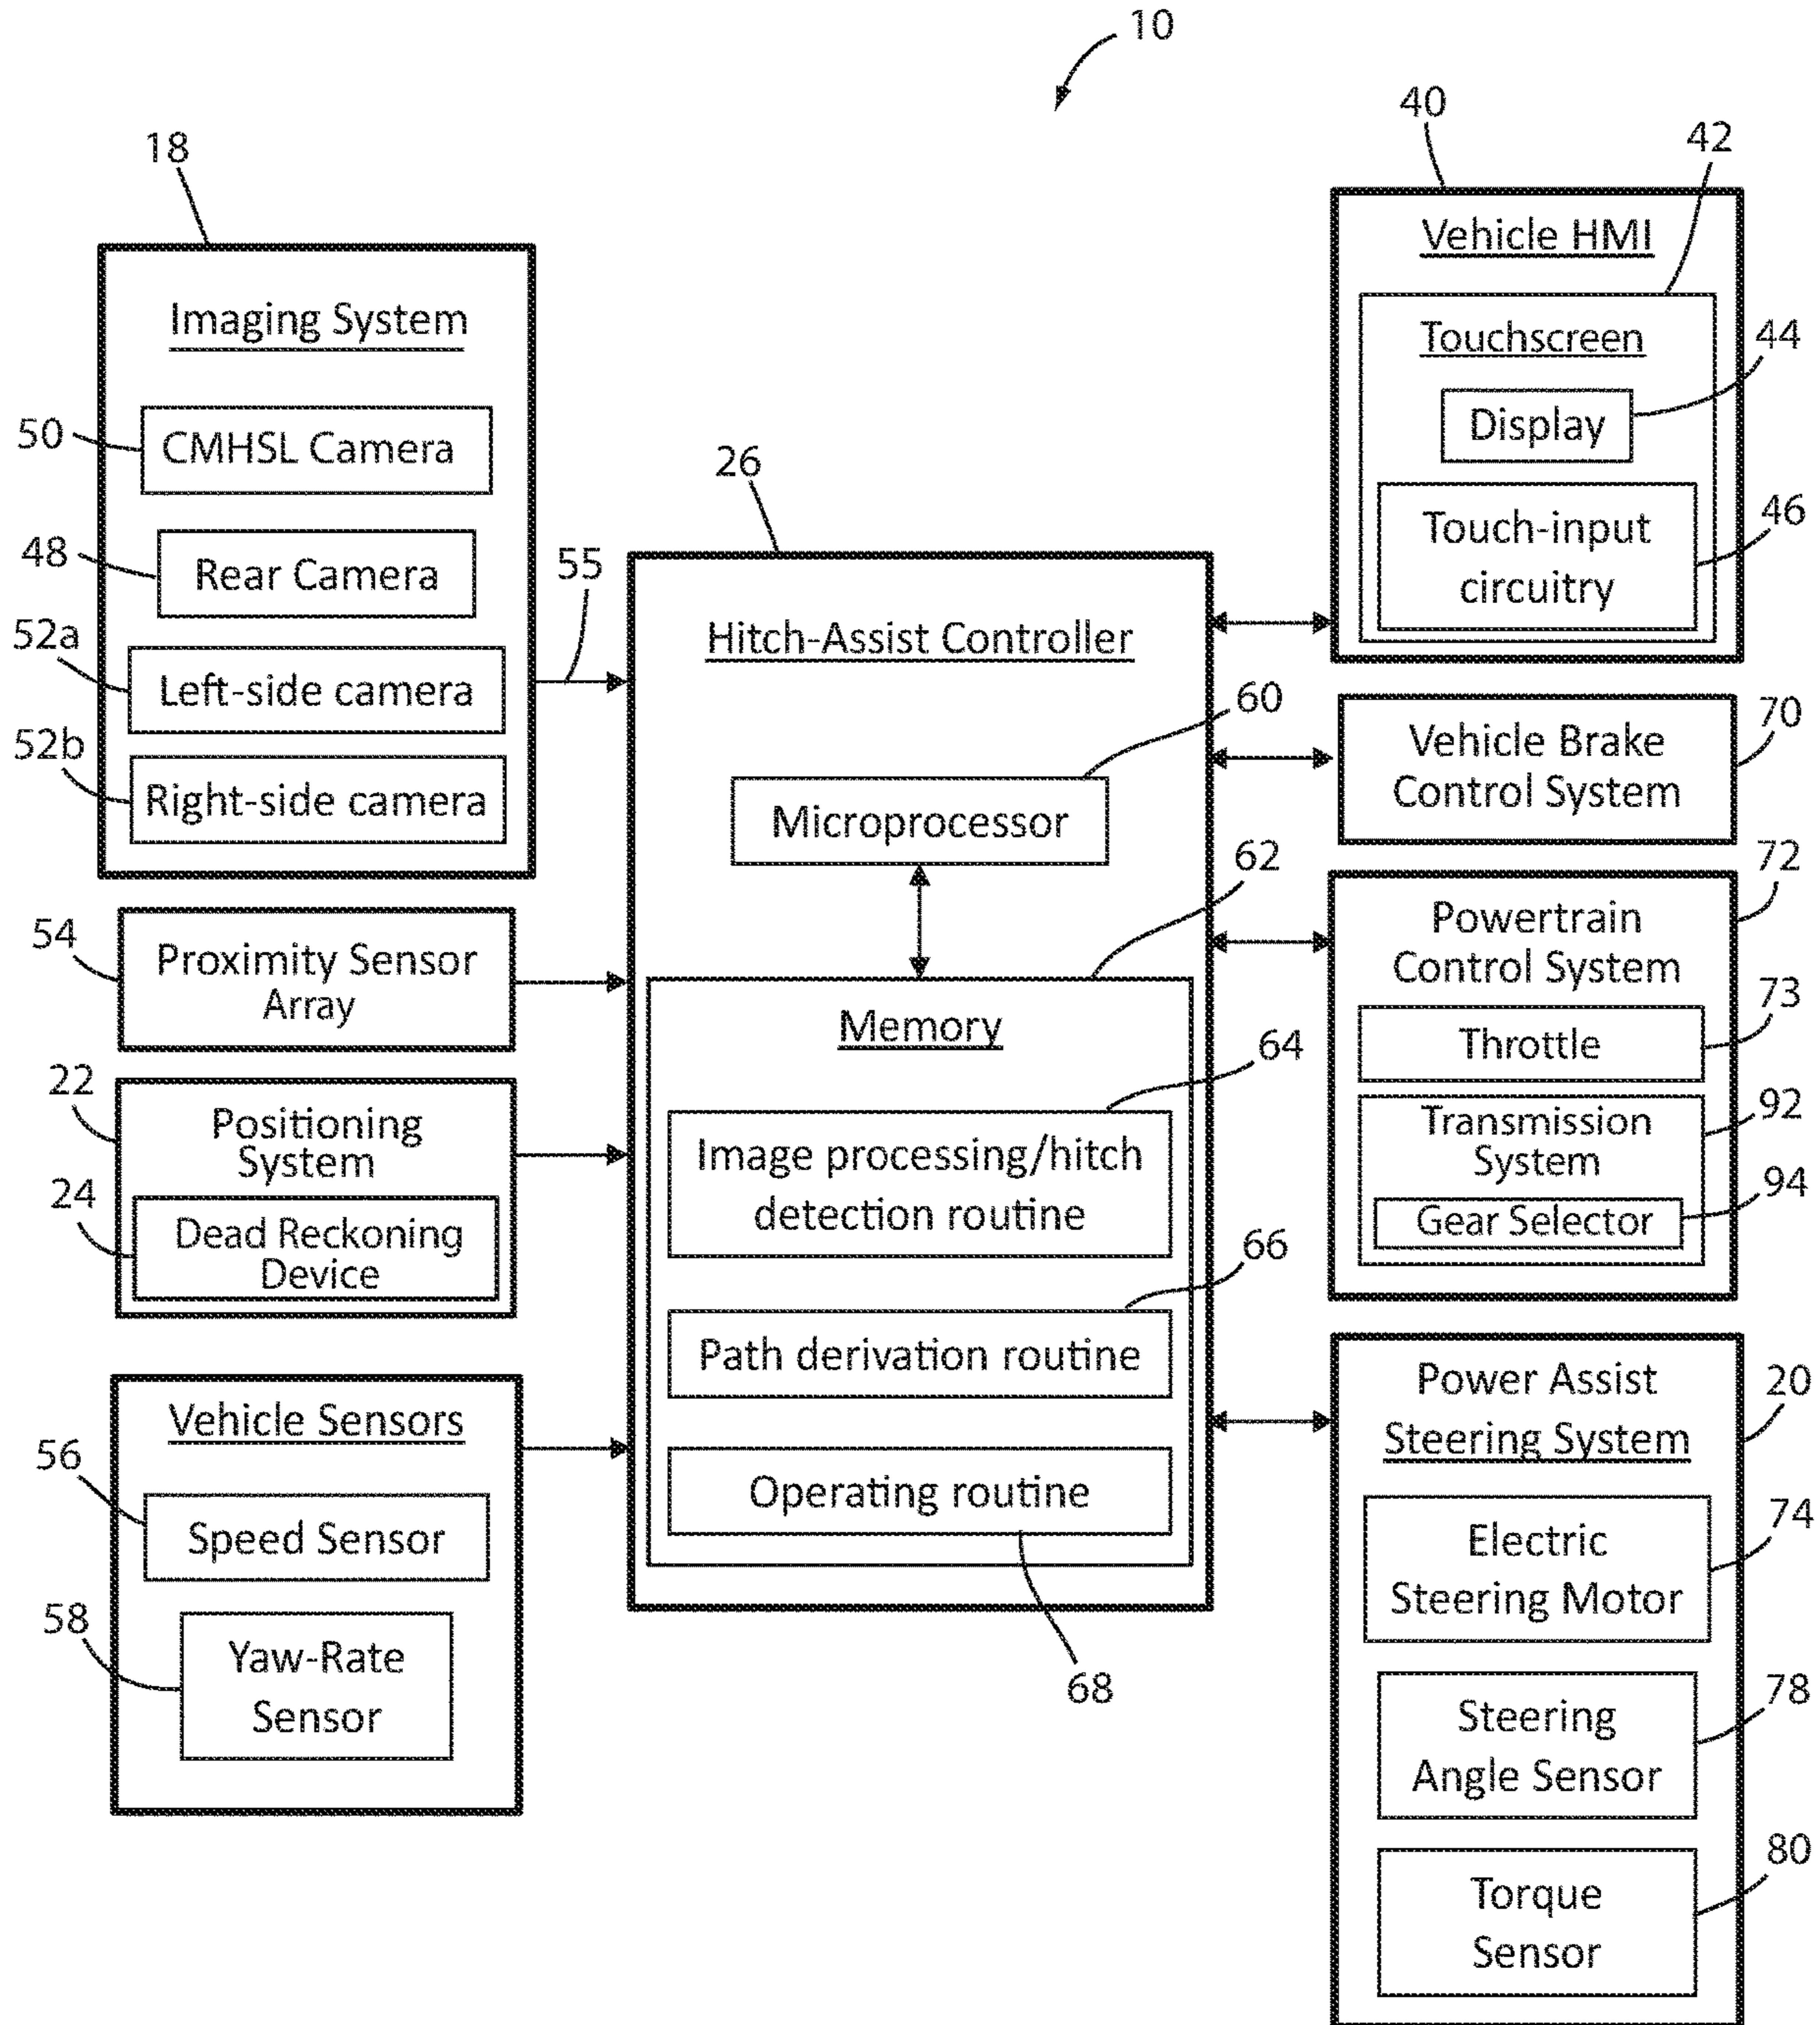 10
18
Imaging System
50
CMHSL Camera
48
Rear Camera
52a
Left-side camera
52b
Right-side camera
55
54
Proximity Sensor
Array
22
Positioning
System
24
Dead Reckoning
Device
Vehicle Sensors
56
Speed Sensor
58
Yaw-Rate
Sensor
26
Hitch-Assist Controller
60
Microprocessor
62
Memory
64
Image processing/hitch
detection routine
66
Path derivation routine
Operating routine
68
40
42
Vehicle HMI
Touchscreen
44
Display
46
Touch-input
circuitry
70
Vehicle Brake
Control System
72
Powertrain
Control System
73
Throttle
92
Transmission
System
94
Gear Selector
20
Power Assist
Steering System
74
Electric
Steering Motor
78
Steering
Angle Sensor
80
Torque
Sensor